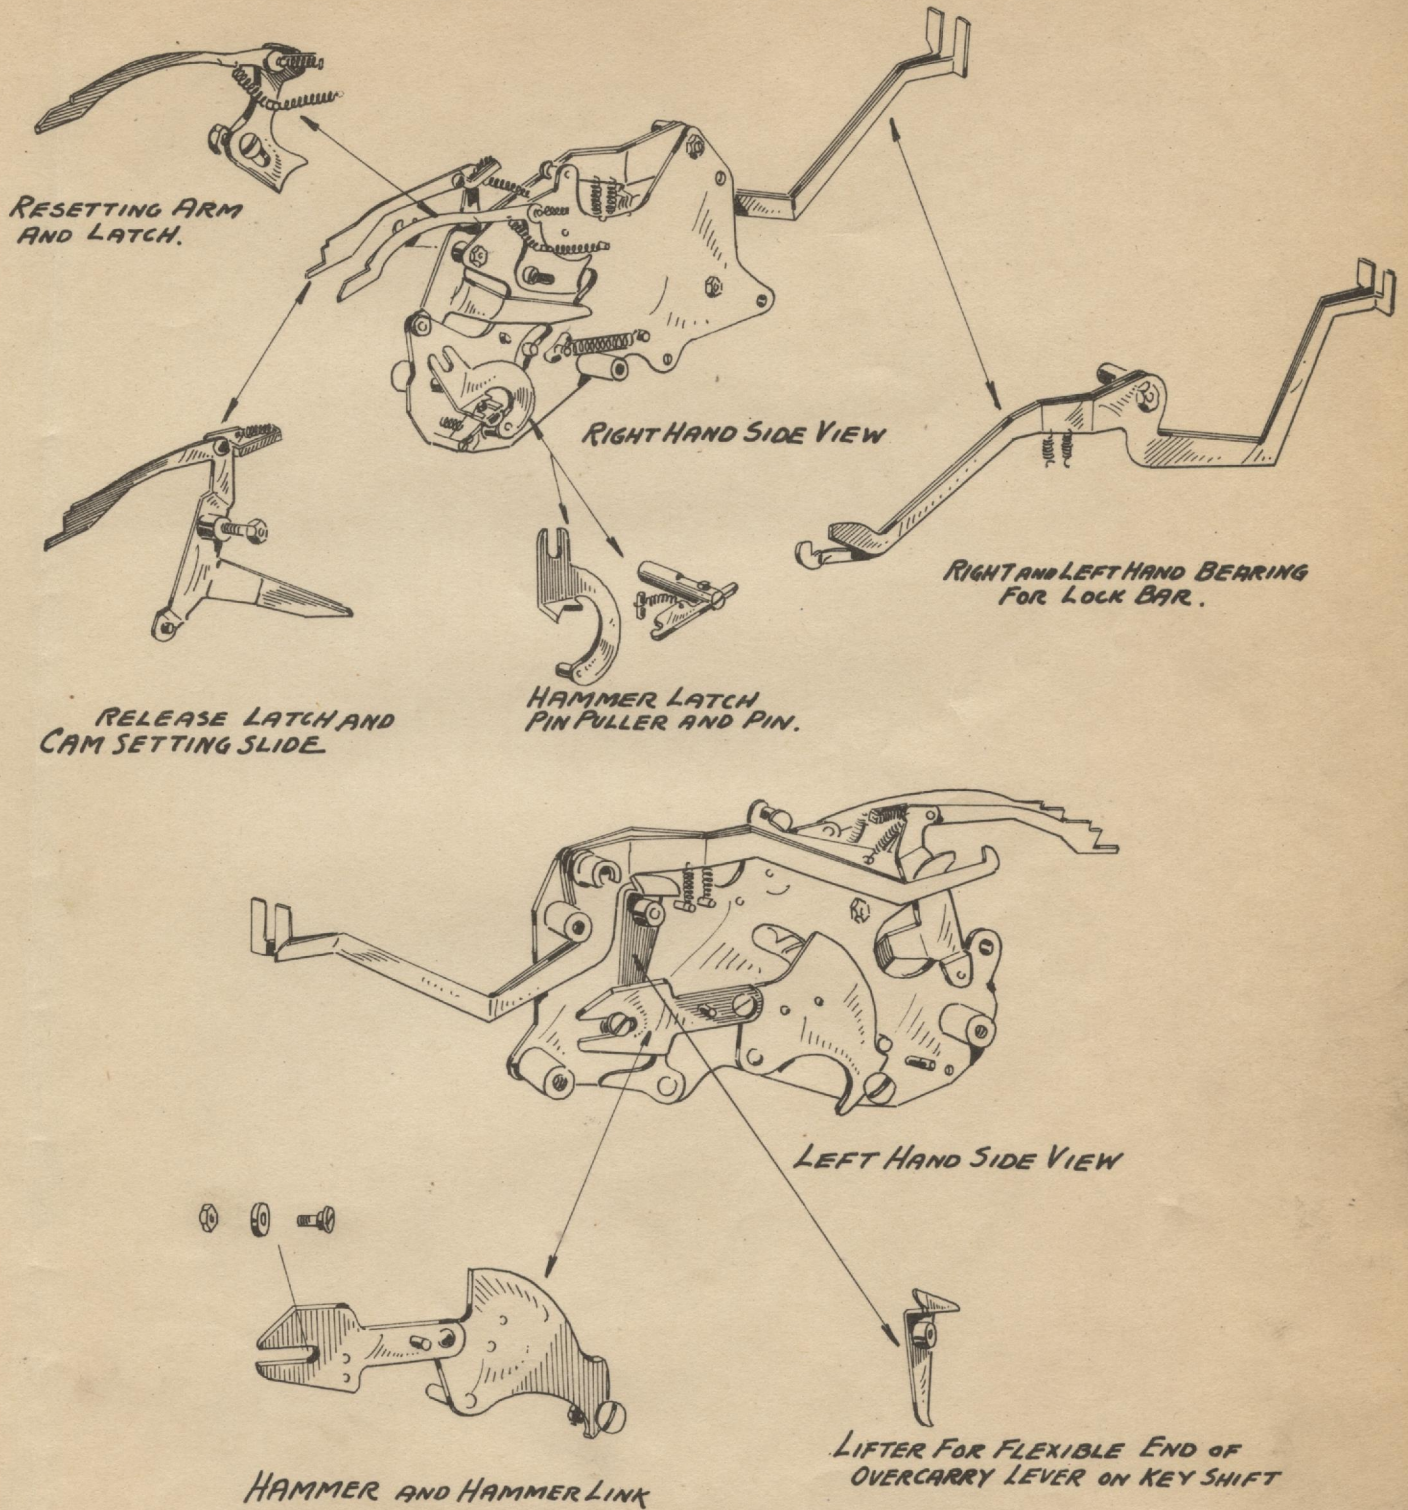 RESETTING ARM
AND LATCH.
RIGHT HAND SIDE VIEW
RIGHT AND LEFT HAND BEARING
FOR LOCK BAR.
RELEASE LATCH AND
CAM SETTING SLIDE
HAMMER LATCH
PIN PULLER AND PIN.
LEFT HAND SIDE VIEW
HAMMER AND HAMMER LINK
LIFTER FOR FLEXIBLE END OF
OVERCARRY LEVER ON KEY SHIFT